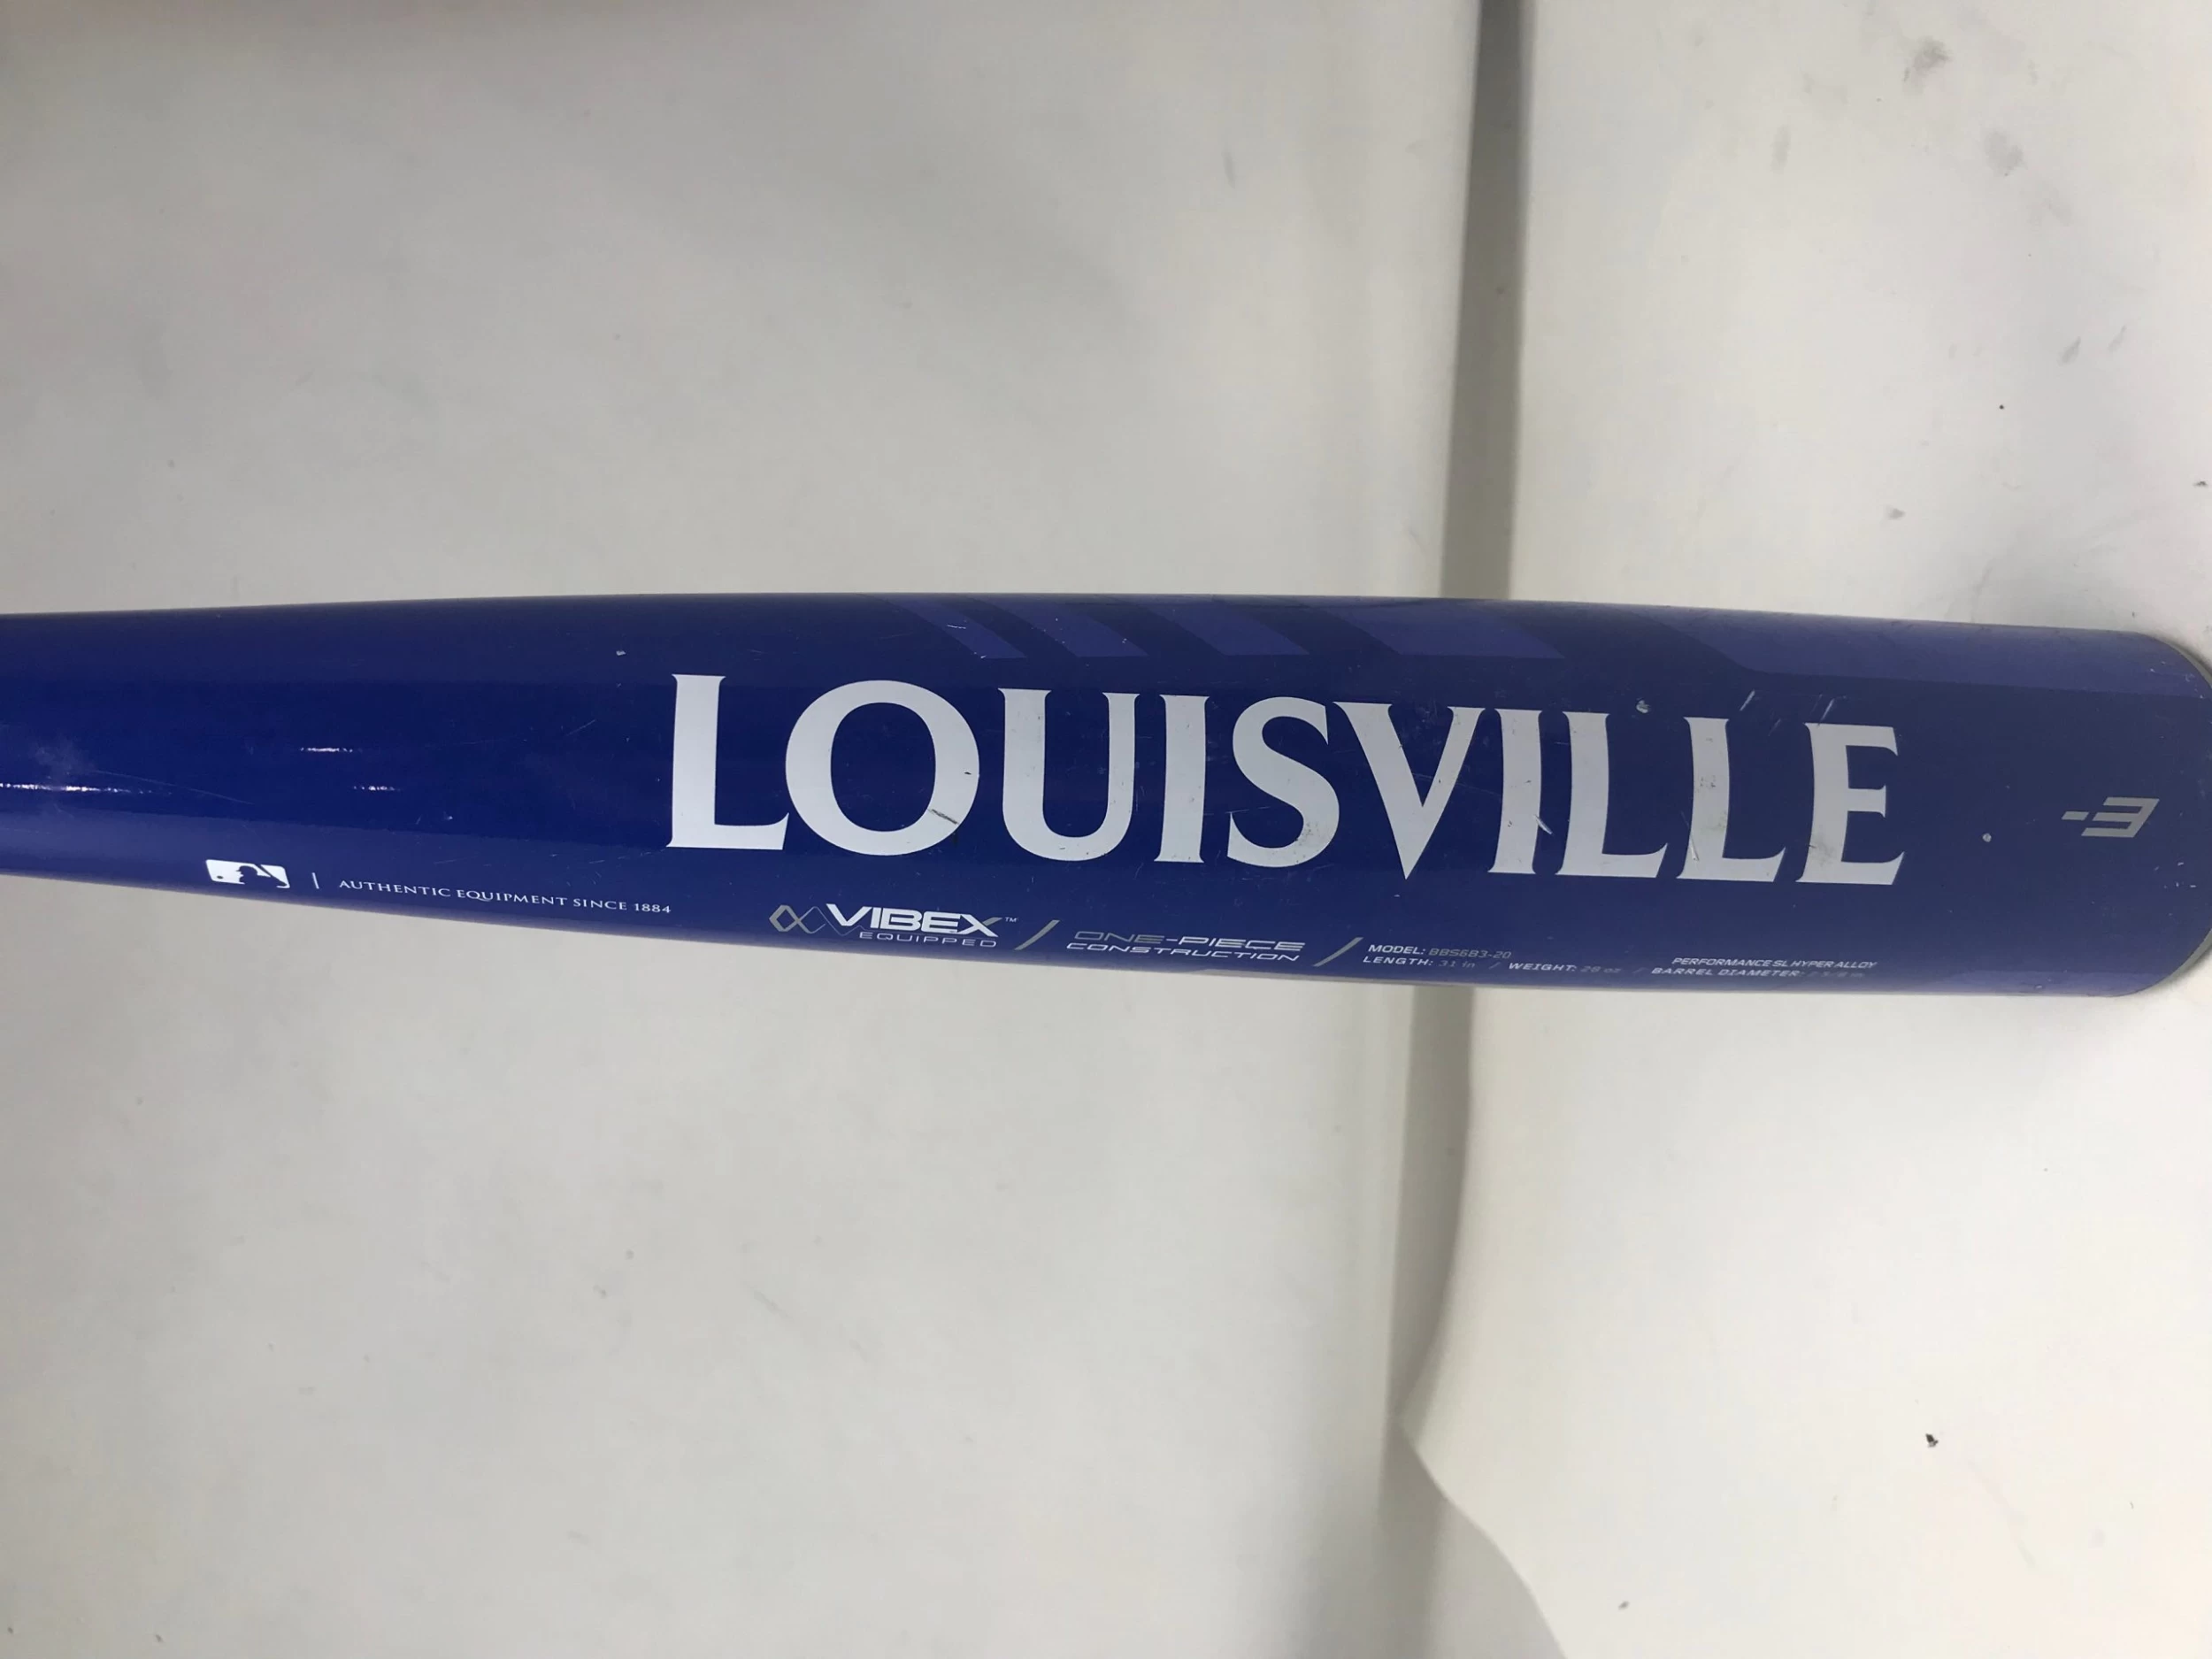 LOUISVILLE
-3
AUTHENTIC EQUIPMENT SINCE 1884
VIBEX™
EQUIPPED
ONE-PIECE
CONSTRUCTION
MODEL: BBS6B3-20
LENGTH: 31 in / WEIGHT: 28 oz /
PERFORMANCE SL HYPER ALLOY
BARREL DIAMETER: